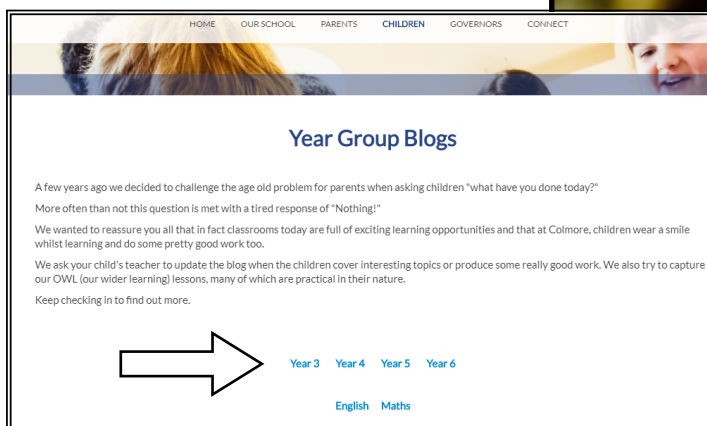 HOME OUR SCHOOL PARENTS CHILDREN GOVERNORS CONNECT
Year Group Blogs
A few years ago we decided to challenge the age old problem for parents when asking children "what have you done today?"
More often than not this question is met with a tired response of "Nothing!"
We wanted to reassure you all that in fact classrooms today are full of exciting learning opportunities and that at Colmore, children wear a smile
whilst learning and do some pretty good work too.
We ask your child's teacher to update the blog when the children cover interesting topics or produce some really good work. We also try to capture
our OWL (our wider learning) lessons, many of which are practical in their nature.
Keep checking in to find out more.
Year 3 Year 4 Year 5 Year 6
English Maths